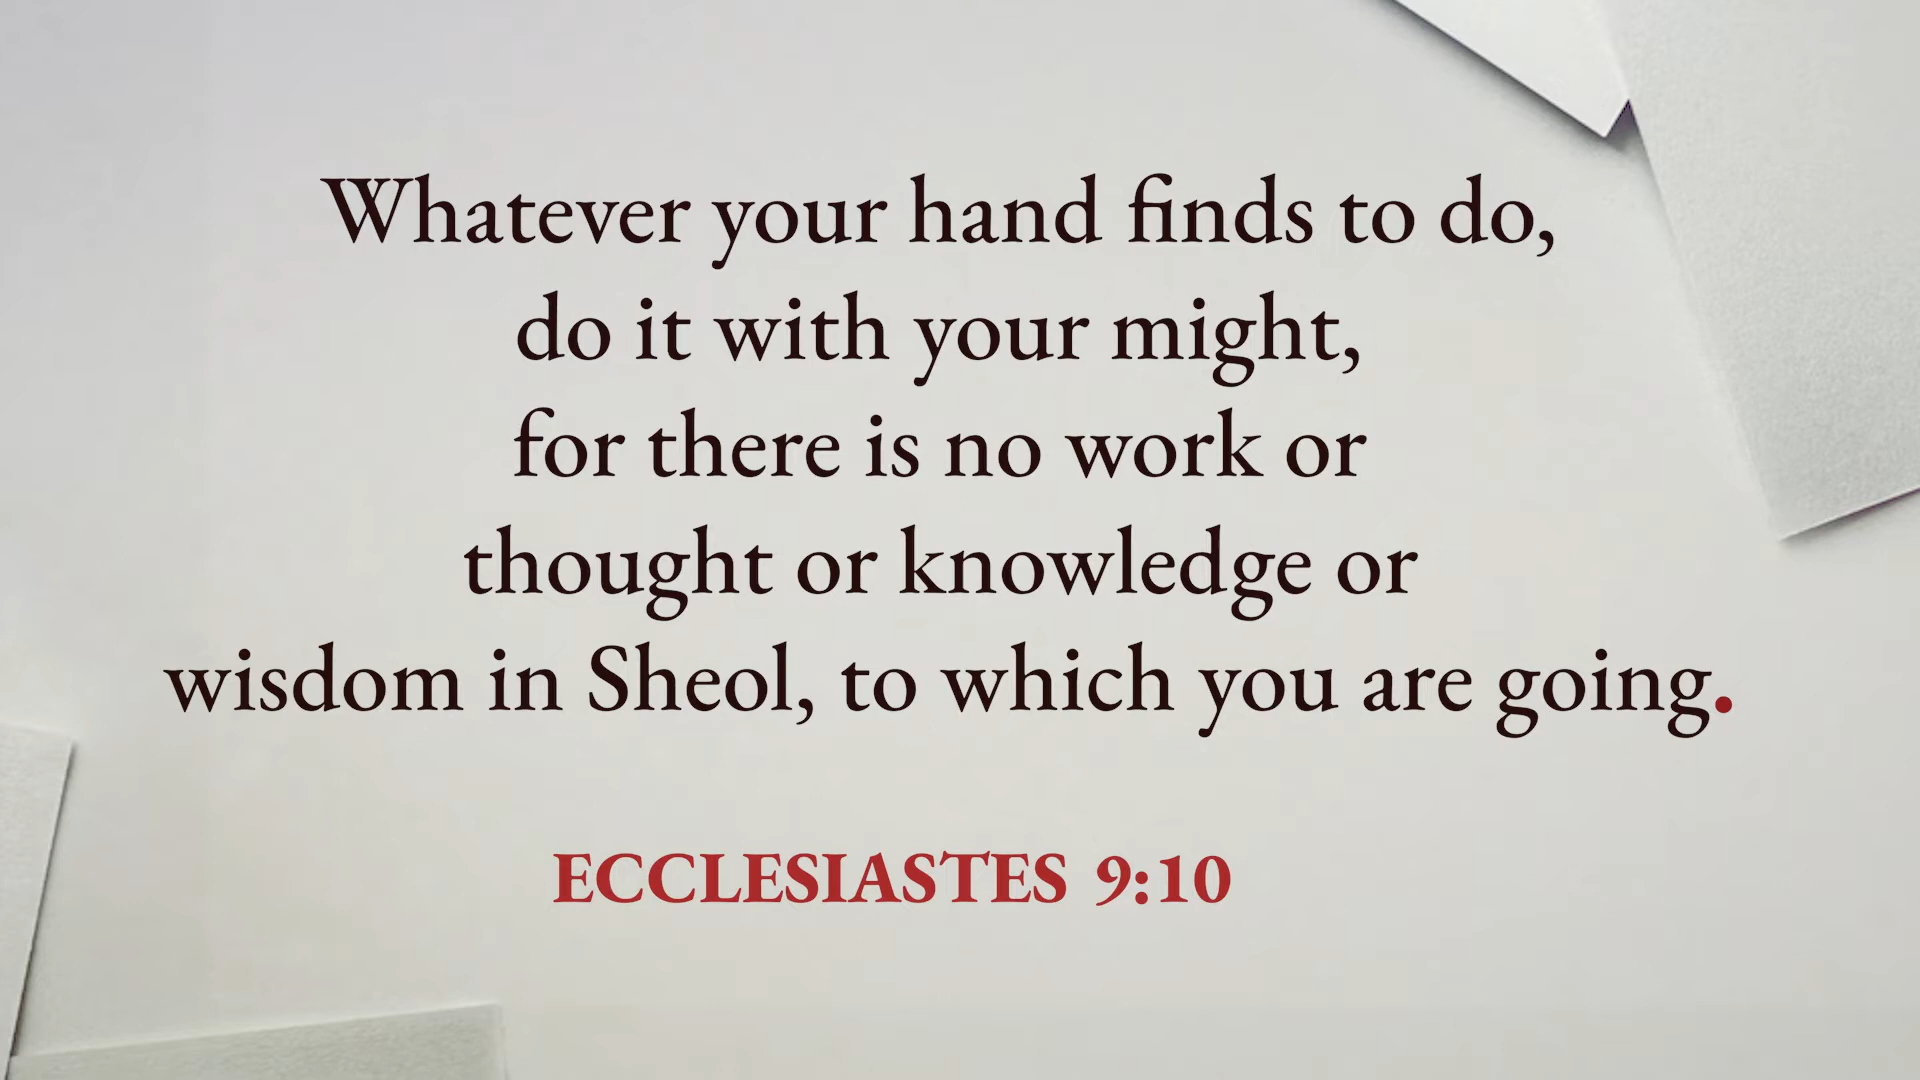 Whatever your hand finds to do,
do it with your might,
for there is no work or
thought or knowledge or
wisdom in Sheol, to which you are going.
ECCLESIASTES 9:10